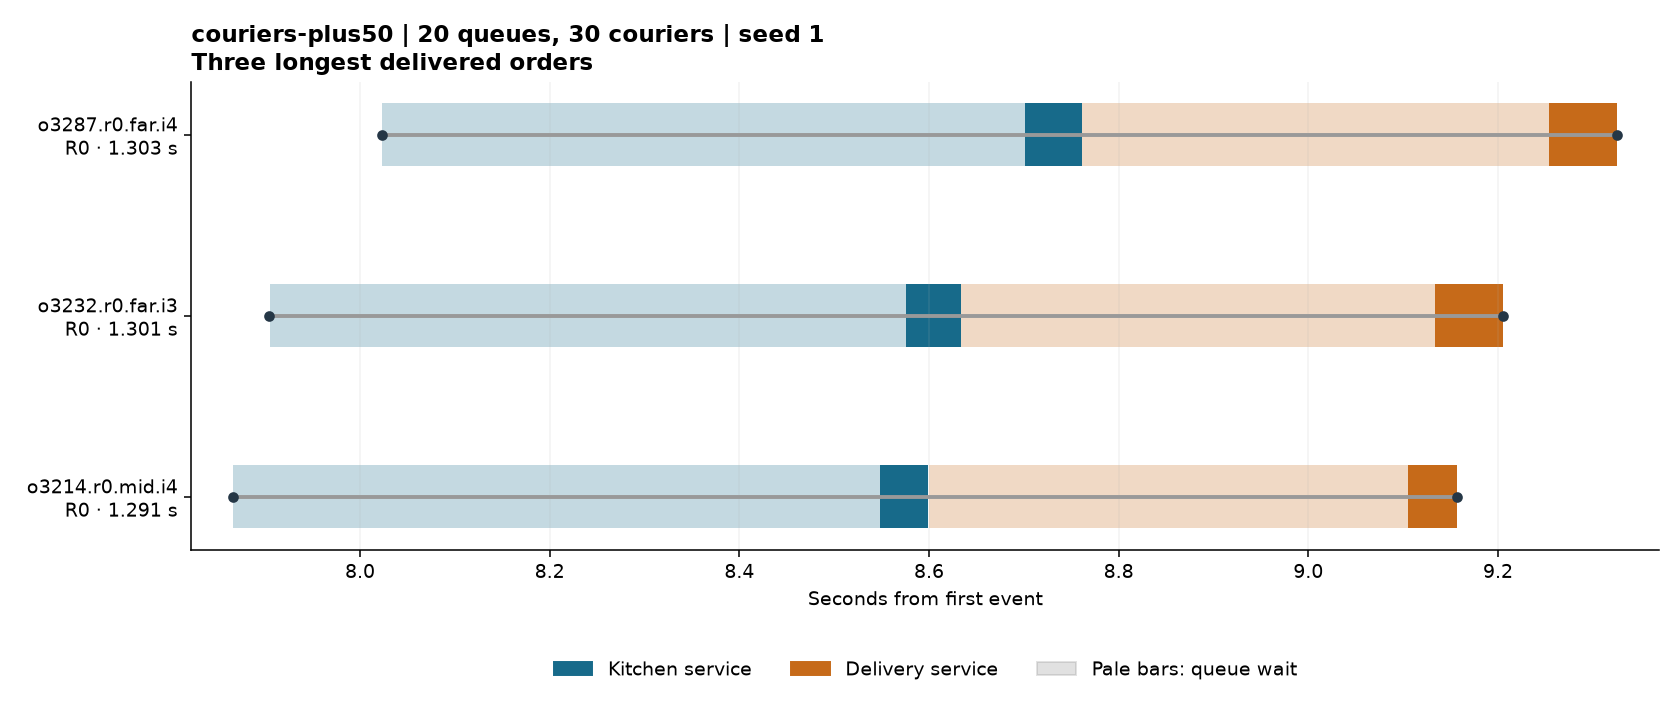 couriers-plus50 | 20 queues, 30 couriers | seed 1
Three longest delivered orders
o3287.r0.far.i4
R0 · 1.303 s
o3232.r0.far.i3
R0 · 1.301 s
o3214.r0.mid.i4
R0 · 1.291 s
8.0 8.2 8.4 8.6 8.8 9.0 9.2
Seconds from first event
Kitchen service Delivery service Pale bars: queue wait